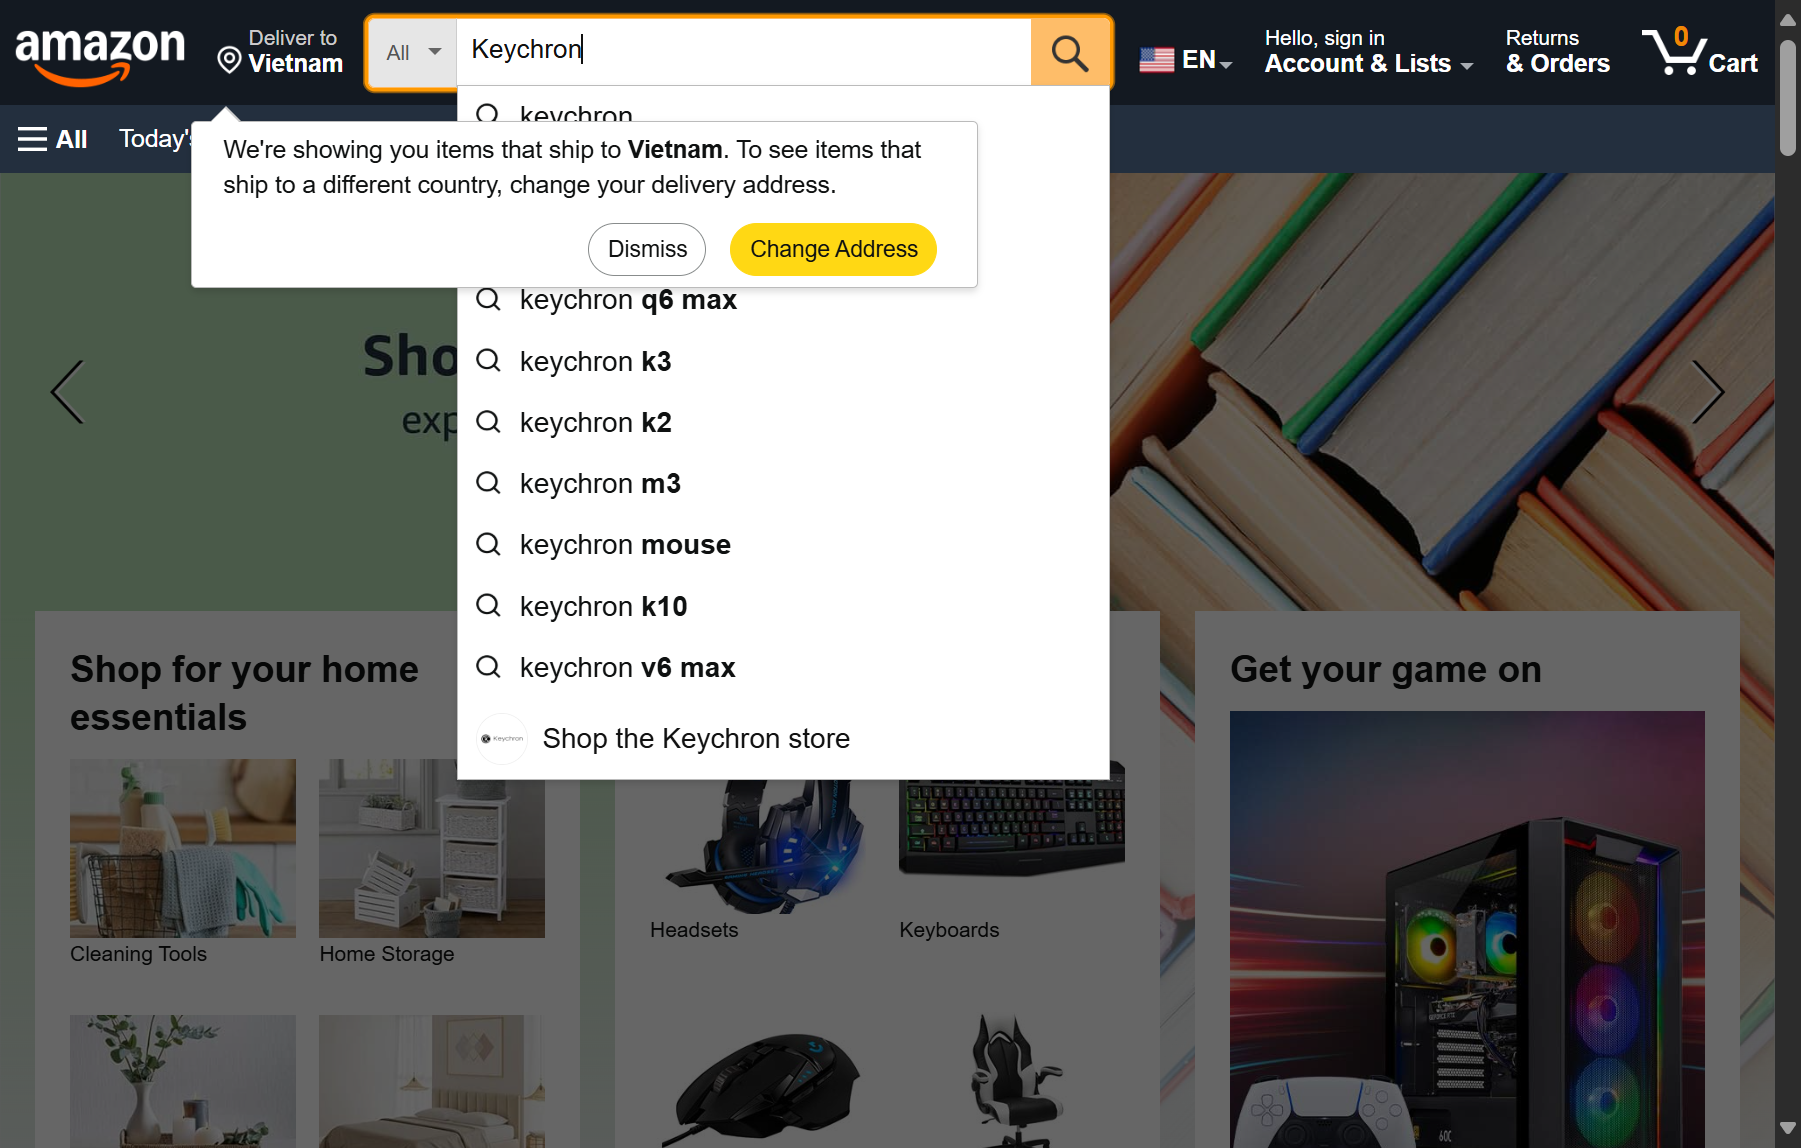 amazon
Deliver to
Vietnam
All
Keychron
EN
Hello, sign in
Account & Lists
Returns
& Orders
0
Cart
All
Today's
keychron
We're showing you items that ship to Vietnam. To see items that
ship to a different country, change your delivery address.
Dismiss
Change Address
keychron q6 max
keychron k3
keychron k2
keychron m3
keychron mouse
keychron k10
keychron v6 max
Keychron
Shop the Keychron store
Sho
exp
Shop for your home
essentials
Cleaning Tools
Home Storage
Headsets
Keyboards
Get your game on